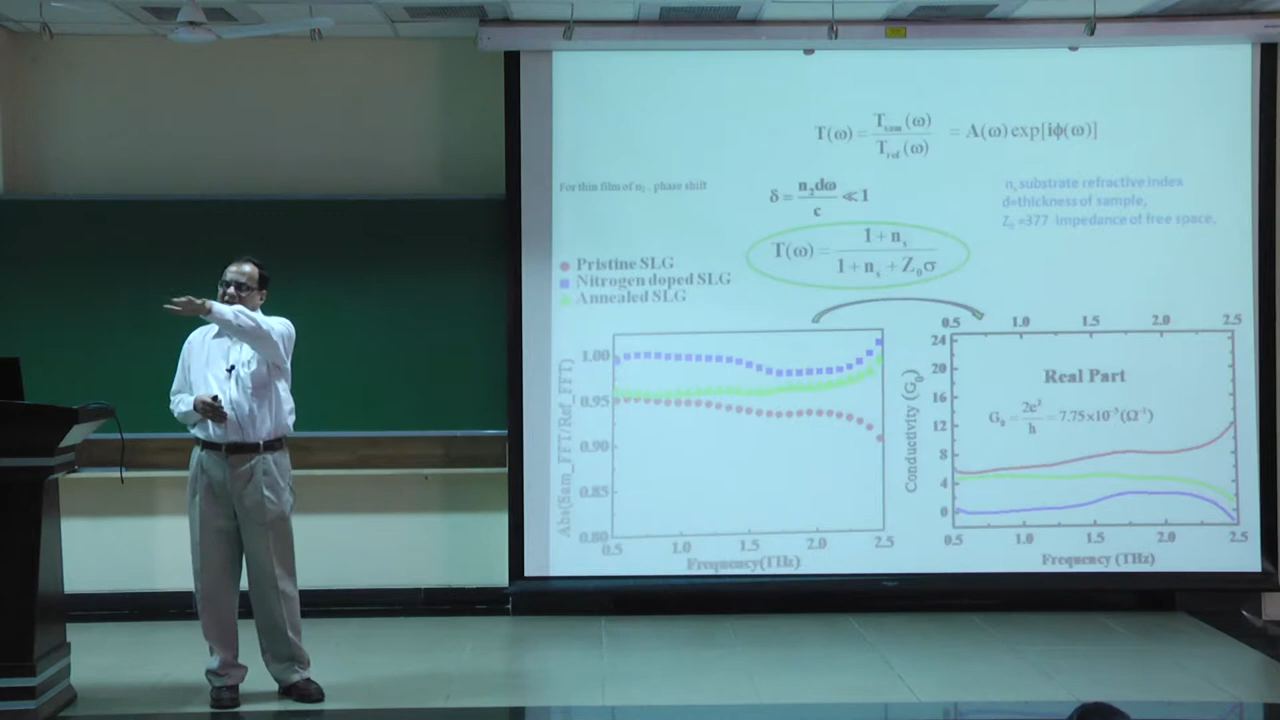 T(ω) = T_sam(ω) / T_ref(ω) = A(ω) exp[iϕ(ω)]
For thin film of n₂, phase shift
δ = n₂dω / c ≪ 1
n_s substrate refractive index
d=thickness of sample,
Z₀ =377 impedance of free space,
T(ω) = 1 + n_s / 1 + n_s + Z₀σ
Pristine SLG
Nitrogen doped SLG
Annealed SLG
Abs(Sam_FFT/Ref_FFT)
1.00
0.95
0.90
0.85
0.80
0.5 1.0 1.5 2.0 2.5
Frequency(THz)
0.5 1.0 1.5 2.0 2.5
Conductivity (G₀)
24
20
16
12
8
4
0
Real Part
G₀ = 2e² / h = 7.75×10⁻⁵(Ω⁻¹)
0.5 1.0 1.5 2.0 2.5
Frequency (THz)